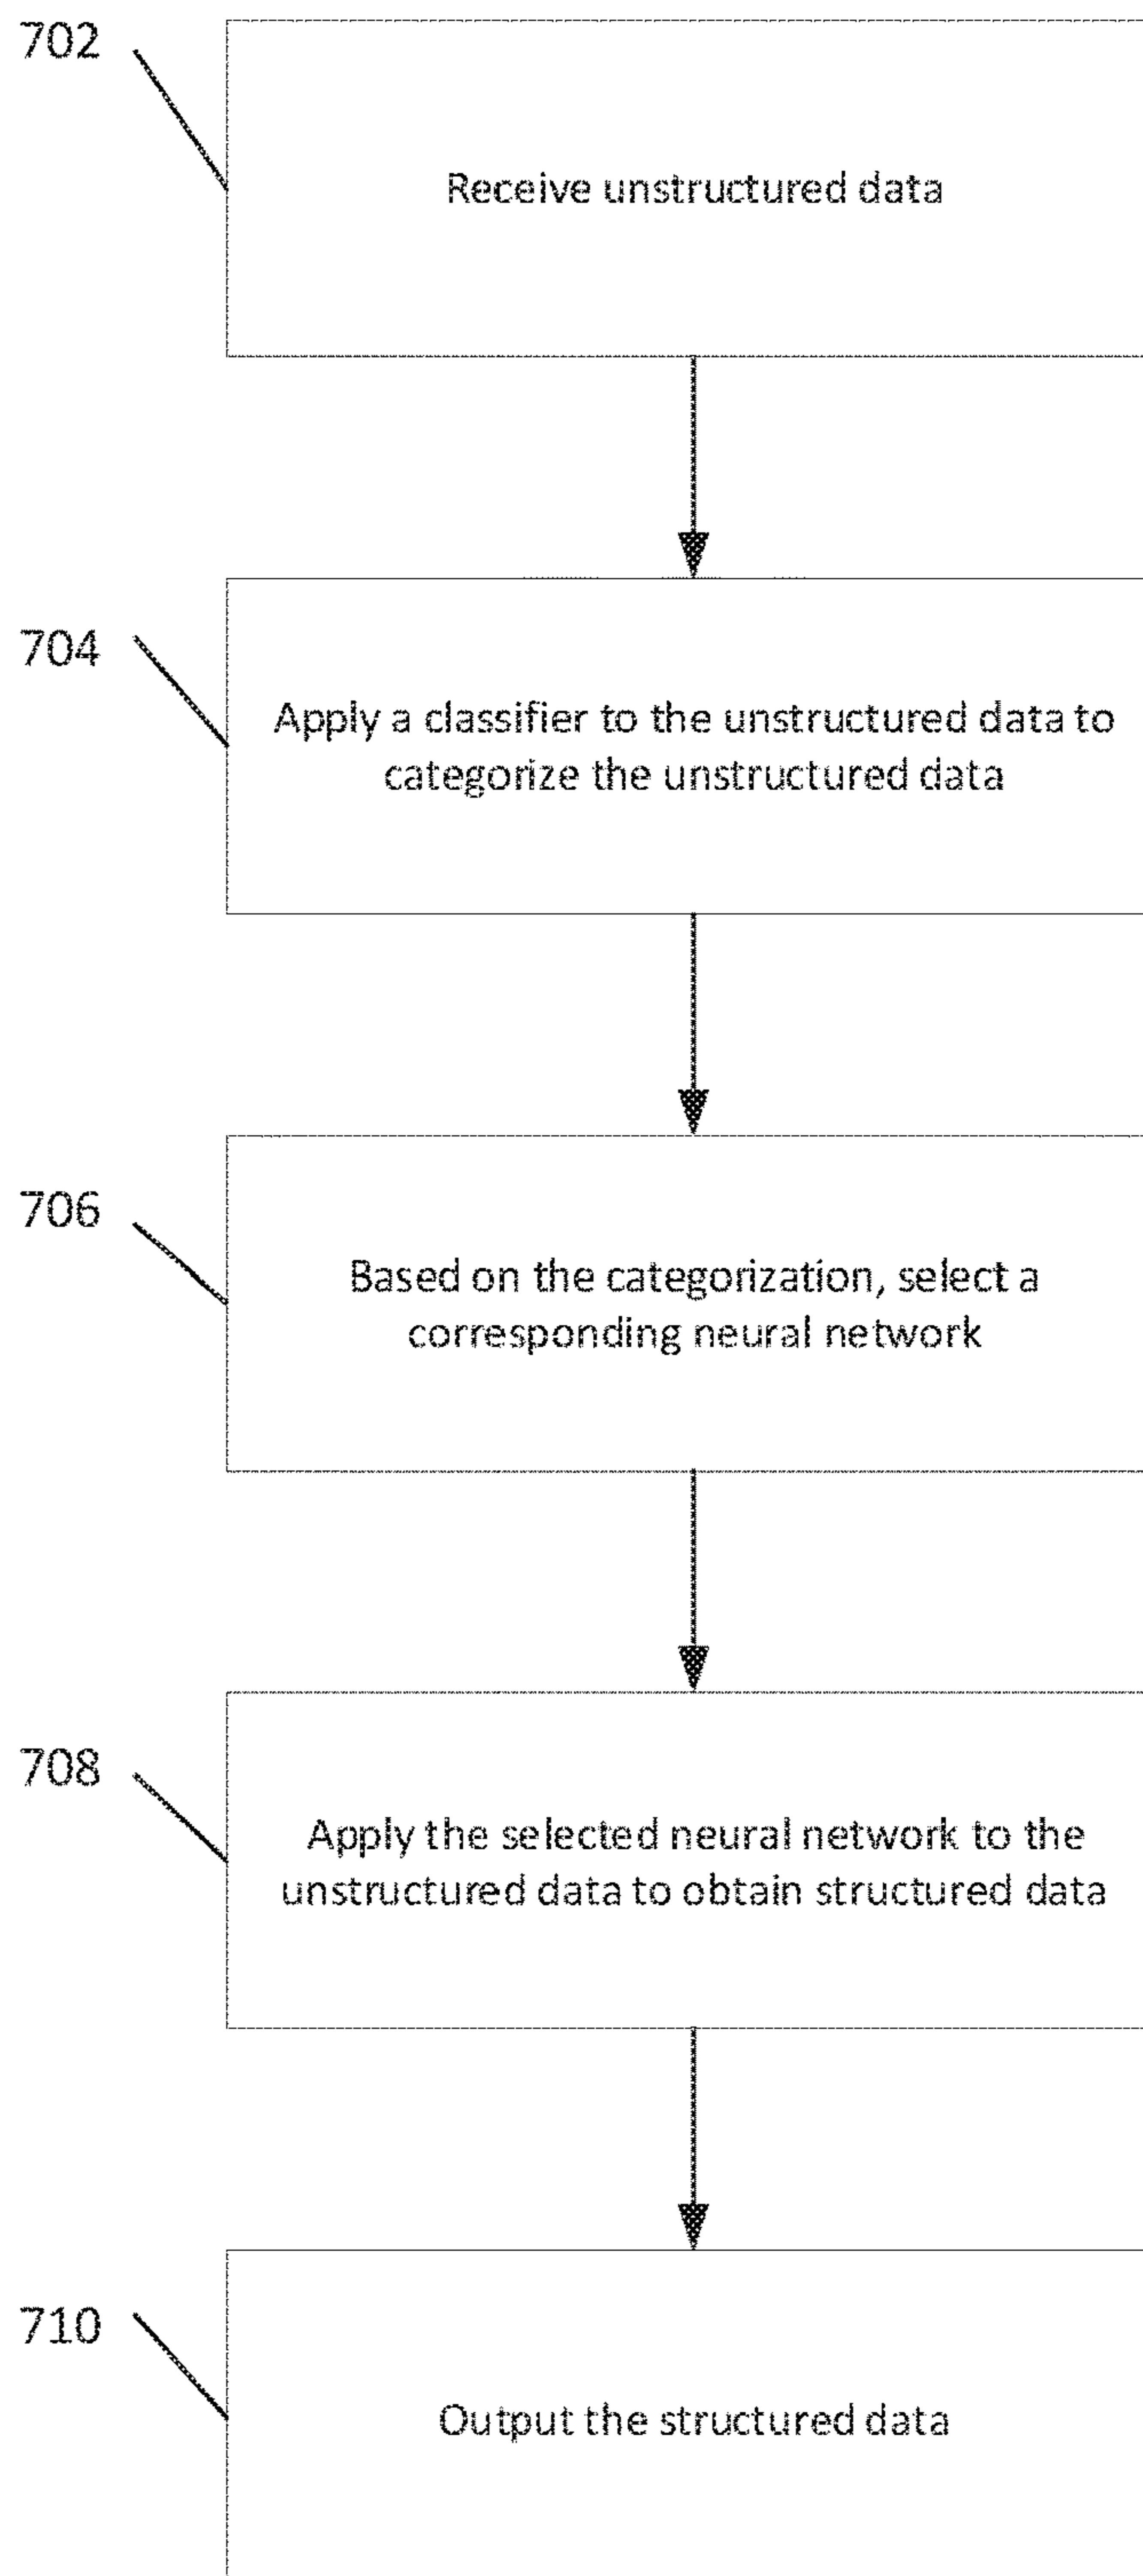 702
Receive unstructured data
704
Apply a classifier to the unstructured data to
categorize the unstructured data
706
Based on the categorization, select a
corresponding neural network
708
Apply the selected neural network to the
unstructured data to obtain structured data
710
Output the structured data